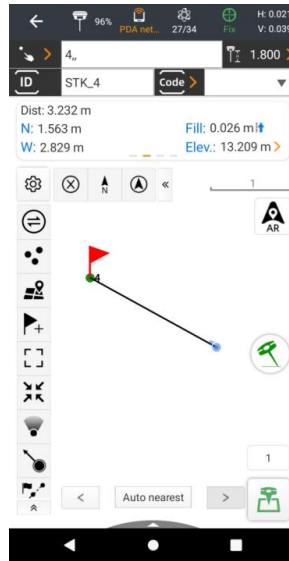 96%
PDA net...
27/34
Fix
H: 0.02
V: 0.039
4,,
1.800
ID
STK_4
Code
Dist: 3.232 m
N: 1.563 m
Fill: 0.026 m
W: 2.829 m
Elev.: 13.209 m
N
1
AR
4
1
Auto nearest